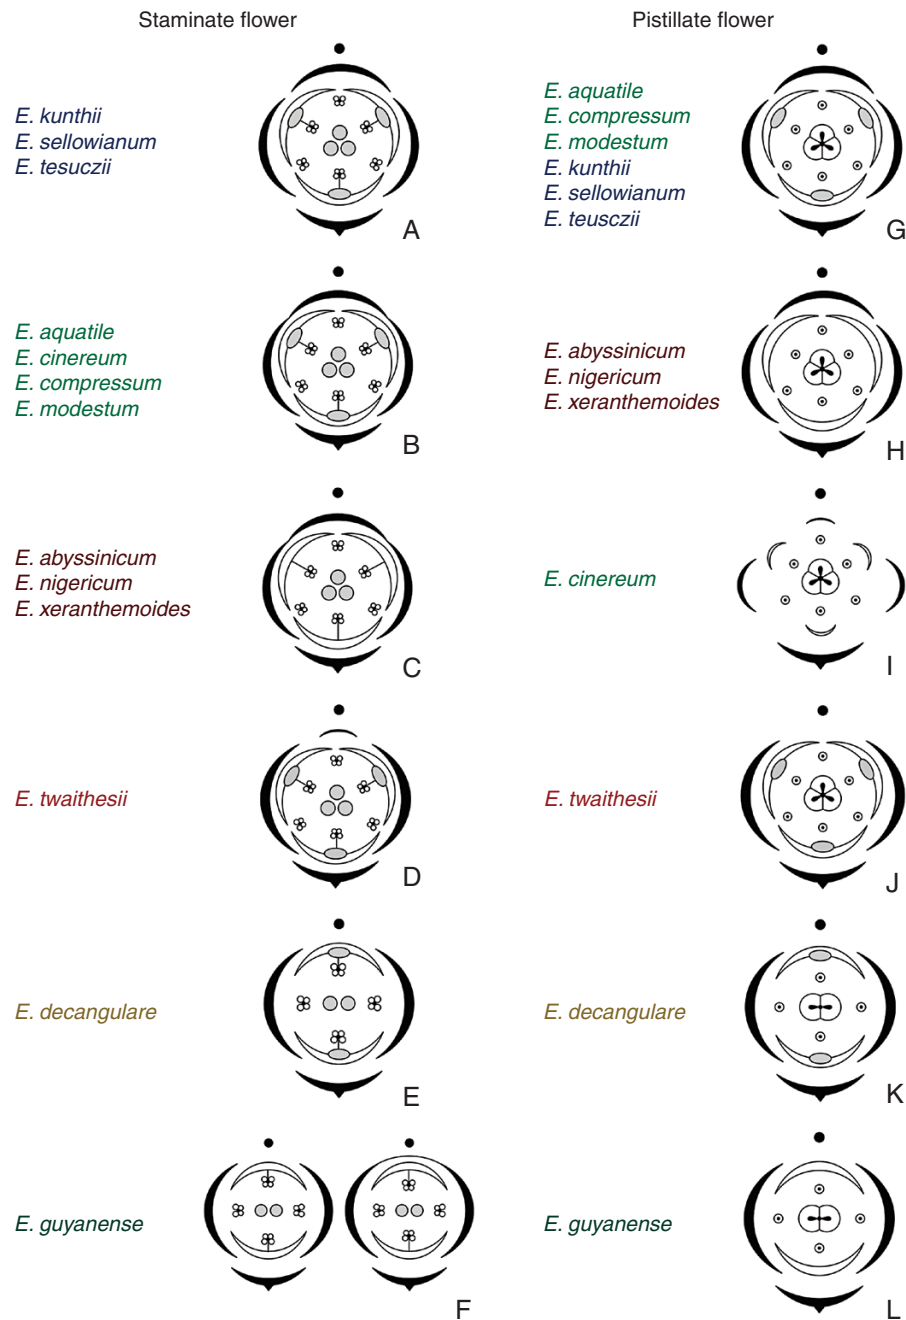 Staminate flower
Pistillate flower
E. kunthii
E. sellowianum
E. tesuczii
A
E. aquatile
E. compressum
E. modestum
E. kunthii
E. sellowianum
E. teusczii
G
E. aquatile
E. cinereum
E. compressum
E. modestum
B
E. abyssinicum
E. nigericum
E. xeranthemoides
H
E. abyssinicum
E. nigericum
E. xeranthemoides
C
E. cinereum
I
E. twaithesii
D
E. twaithesii
J
E. decangulare
E
E. decangulare
K
E. guyanense
F
E. guyanense
L